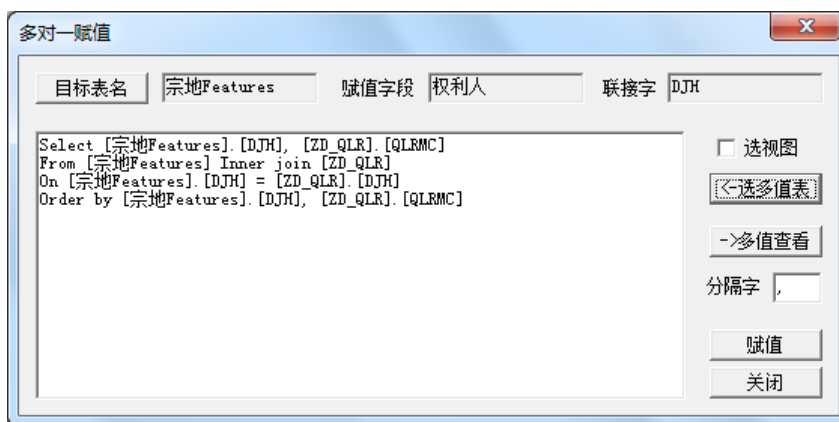 多对一赋值
目标表名 宗地Features 赋值字段 权利人 联接字 DJH
Select [宗地Features].[DJH], [ZD_QLR].[QLRMC]
From [宗地Features] Inner join [ZD_QLR]
On [宗地Features].[DJH] = [ZD_QLR].[DJH]
Order by [宗地Features].[DJH], [ZD_QLR].[QLRMC]
选视图
<-选多值表
->多值查看
分隔字 ,
赋值
关闭